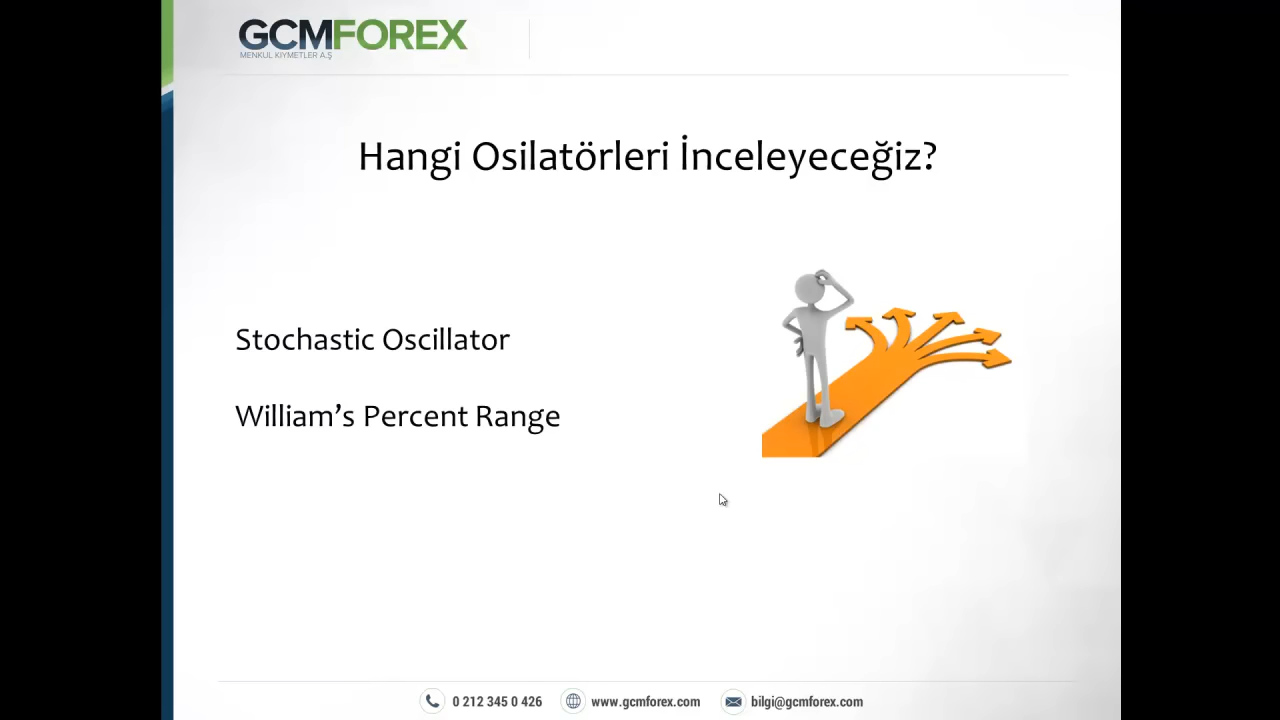 GCMFOREX
MENKUL KIYMETLER A.Ş
Hangi Osilatörleri İnceleyeceğiz?
Stochastic Oscillator
William’s Percent Range
0 212 345 0 426 www.gcmforex.com bilgi@gcmforex.com